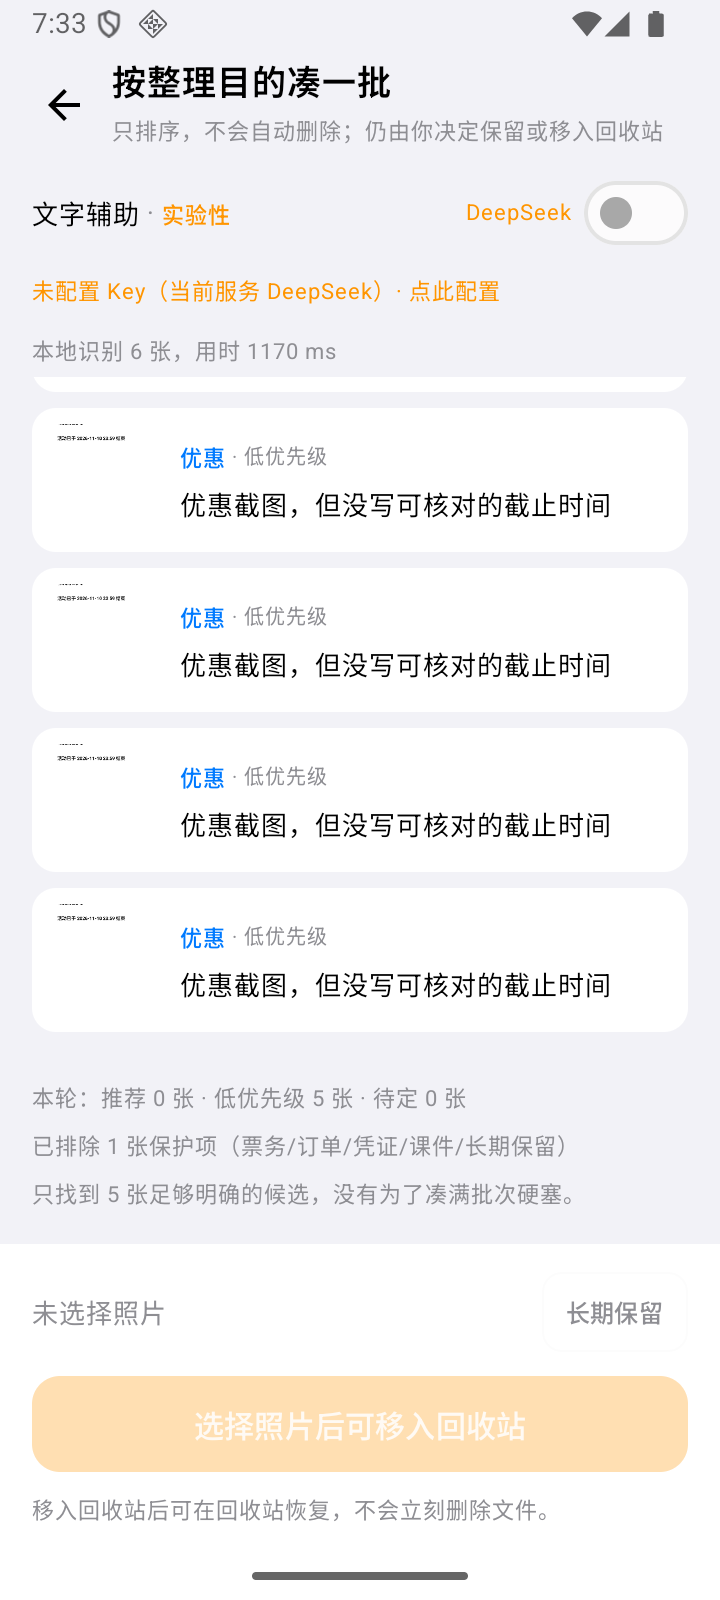 7:33
按整理目的凑一批
只排序，不会自动删除；仍由你决定保留或移入回收站
文字辅助 · 实验性 DeepSeek
未配置 Key（当前服务 DeepSeek）· 点此配置
本地识别 6 张，用时 1170 ms
优惠 · 低优先级
优惠截图，但没写可核对的截止时间
优惠 · 低优先级
优惠截图，但没写可核对的截止时间
优惠 · 低优先级
优惠截图，但没写可核对的截止时间
优惠 · 低优先级
优惠截图，但没写可核对的截止时间
本轮：推荐 0 张 · 低优先级 5 张 · 待定 0 张
已排除 1 张保护项（票务/订单/凭证/课件/长期保留）
只找到 5 张足够明确的候选，没有为了凑满批次硬塞。
未选择照片 长期保留
选择照片后可移入回收站
移入回收站后可在回收站恢复，不会立刻删除文件。